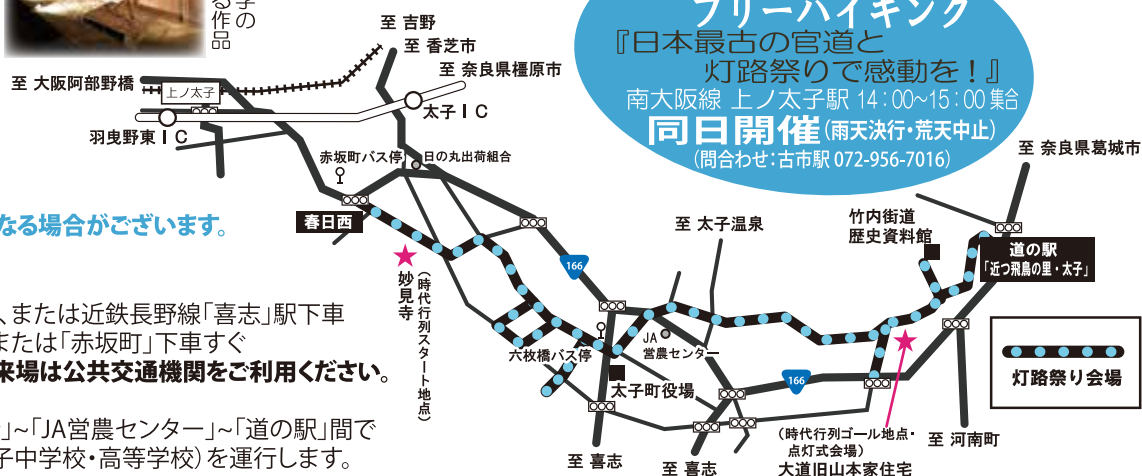 学の
る作品
フリーハイキング
『日本最古の官道と
灯路祭りで感動を！』
南大阪線 上ノ太子駅 14：00~15：00 集合
同日開催(雨天決行・荒天中止)
(問合わせ：古市駅 072-956-7016)
至 吉野
至 香芝市
至 奈良県橿原市
至 大阪阿部野橋
上ノ太子
太子ＩＣ
羽曳野東ＩＣ
赤坂町バス停
日の丸出荷組合
至 奈良県葛城市
なる場合がございます。
春日西
至 太子温泉
竹内街道
歴史資料館
道の駅
「近つ飛鳥の里・太子」
166
妙見寺
(時代行列スタート地点)
、または近鉄長野線「喜志」駅下車
または「赤坂町」下車すぐ
来場は公共交通機関をご利用ください。
六枚橋バス停
JA
営農センター
太子町役場
166
灯路祭り会場
」~「JA営農センター」~「道の駅」間で
子中学校・高等学校)を運行します。
至 喜志
至 喜志
(時代行列ゴール地点・
点灯式会場)
大道旧山本家住宅
至 河南町